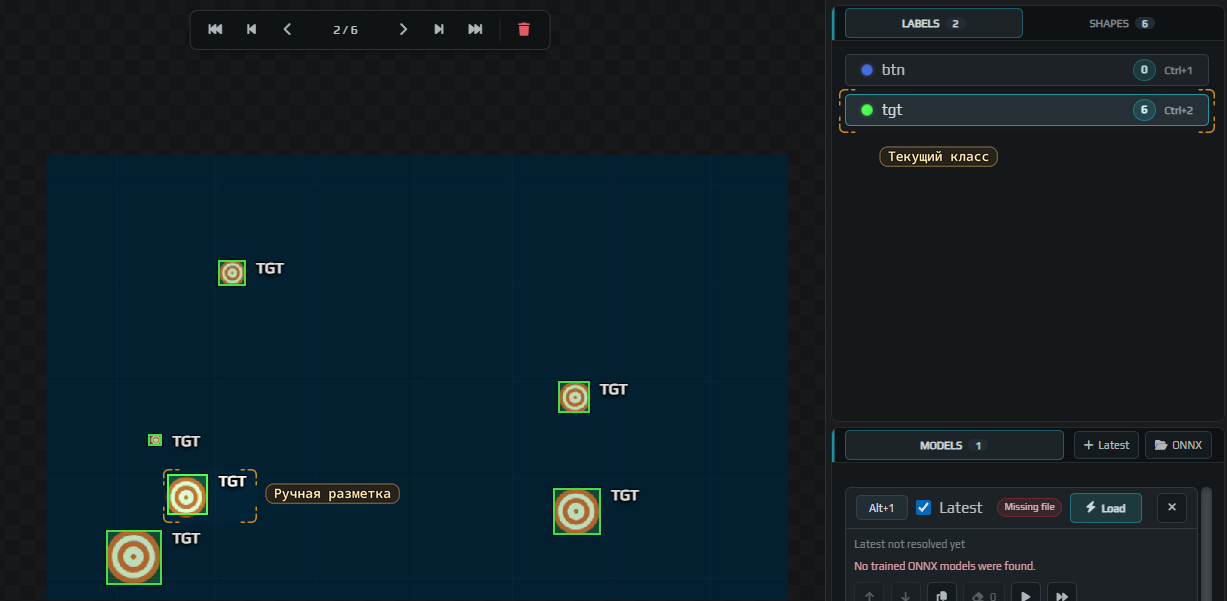 2/6
LABELS 2
SHAPES 6
btn 0 Ctrl+1
tgt 6 Ctrl+2
Текущий класс
TGT
TGT
TGT
TGT
Ручная разметка
TGT
TGT
MODELS 1
+ Latest
ONNX
Alt+1
Latest
Missing file
Load
Latest not resolved yet
No trained ONNX models were found.
0